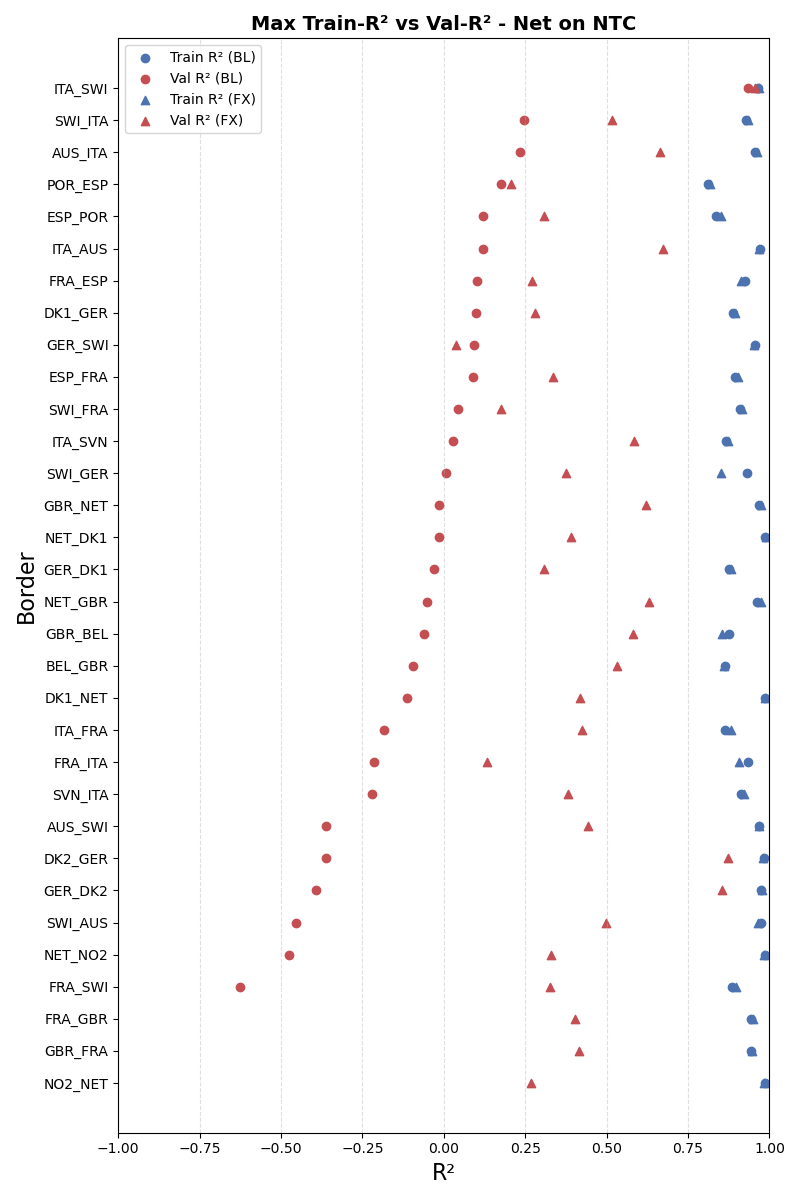 Max Train-R² vs Val-R² - Net on NTC
Train R² (BL)
Val R² (BL)
Train R² (FX)
Val R² (FX)
Border
ITA_SWI
SWI_ITA
AUS_ITA
POR_ESP
ESP_POR
ITA_AUS
FRA_ESP
DK1_GER
GER_SWI
ESP_FRA
SWI_FRA
ITA_SVN
SWI_GER
GBR_NET
NET_DK1
GER_DK1
NET_GBR
GBR_BEL
BEL_GBR
DK1_NET
ITA_FRA
FRA_ITA
SVN_ITA
AUS_SWI
DK2_GER
GER_DK2
SWI_AUS
NET_NO2
FRA_SWI
FRA_GBR
GBR_FRA
NO2_NET
−1.00 −0.75 −0.50 −0.25 0.00 0.25 0.50 0.75 1.00
R²